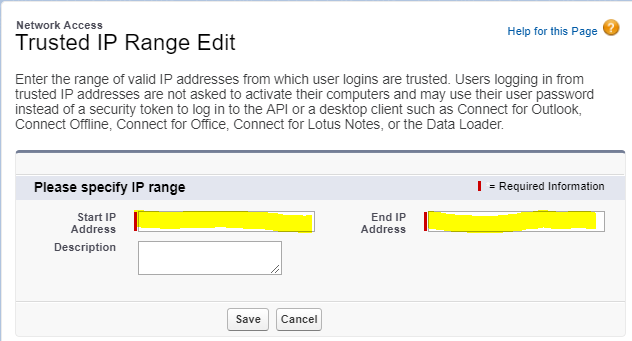 Network Access
Trusted IP Range Edit
Help for this Page ?
Enter the range of valid IP addresses from which user logins are trusted. Users logging in from
trusted IP addresses are not asked to activate their computers and may use their user password
instead of a security token to log in to the API or a desktop client such as Connect for Outlook,
Connect Offline, Connect for Office, Connect for Lotus Notes, or the Data Loader.
Please specify IP range
= Required Information
Start IP
Address
End IP
Address
Description
Save
Cancel